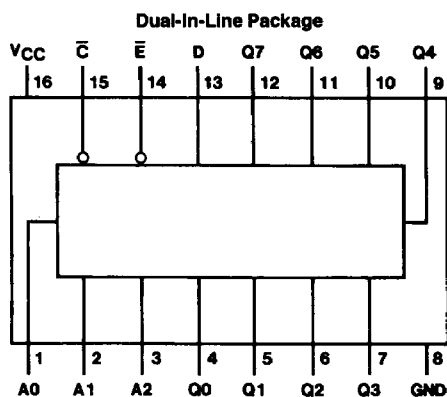 Dual-In-Line Package
VCC C̅ E̅ D Q7 Q6 Q5 Q4
16 15 14 13 12 11 10 9
1 2 3 4 5 6 7 8
A0 A1 A2 Q0 Q1 Q2 Q3 GND